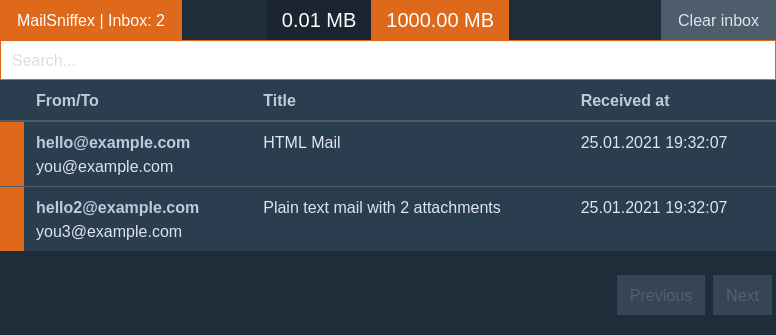 MailSniffex | Inbox: 2 0.01 MB 1000.00 MB Clear inbox
Search...
From/To Title Received at
hello@example.com HTML Mail 25.01.2021 19:32:07
you@example.com
hello2@example.com Plain text mail with 2 attachments 25.01.2021 19:32:07
you3@example.com
Previous Next